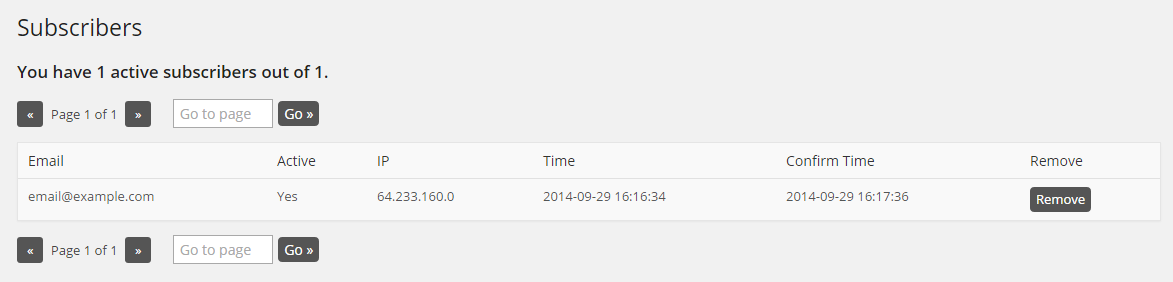 Subscribers
You have 1 active subscribers out of 1.
« Page 1 of 1 » Go to page Go »
Email Active IP Time Confirm Time Remove
email@example.com Yes 64.233.160.0 2014-09-29 16:16:34 2014-09-29 16:17:36 Remove
« Page 1 of 1 » Go to page Go »